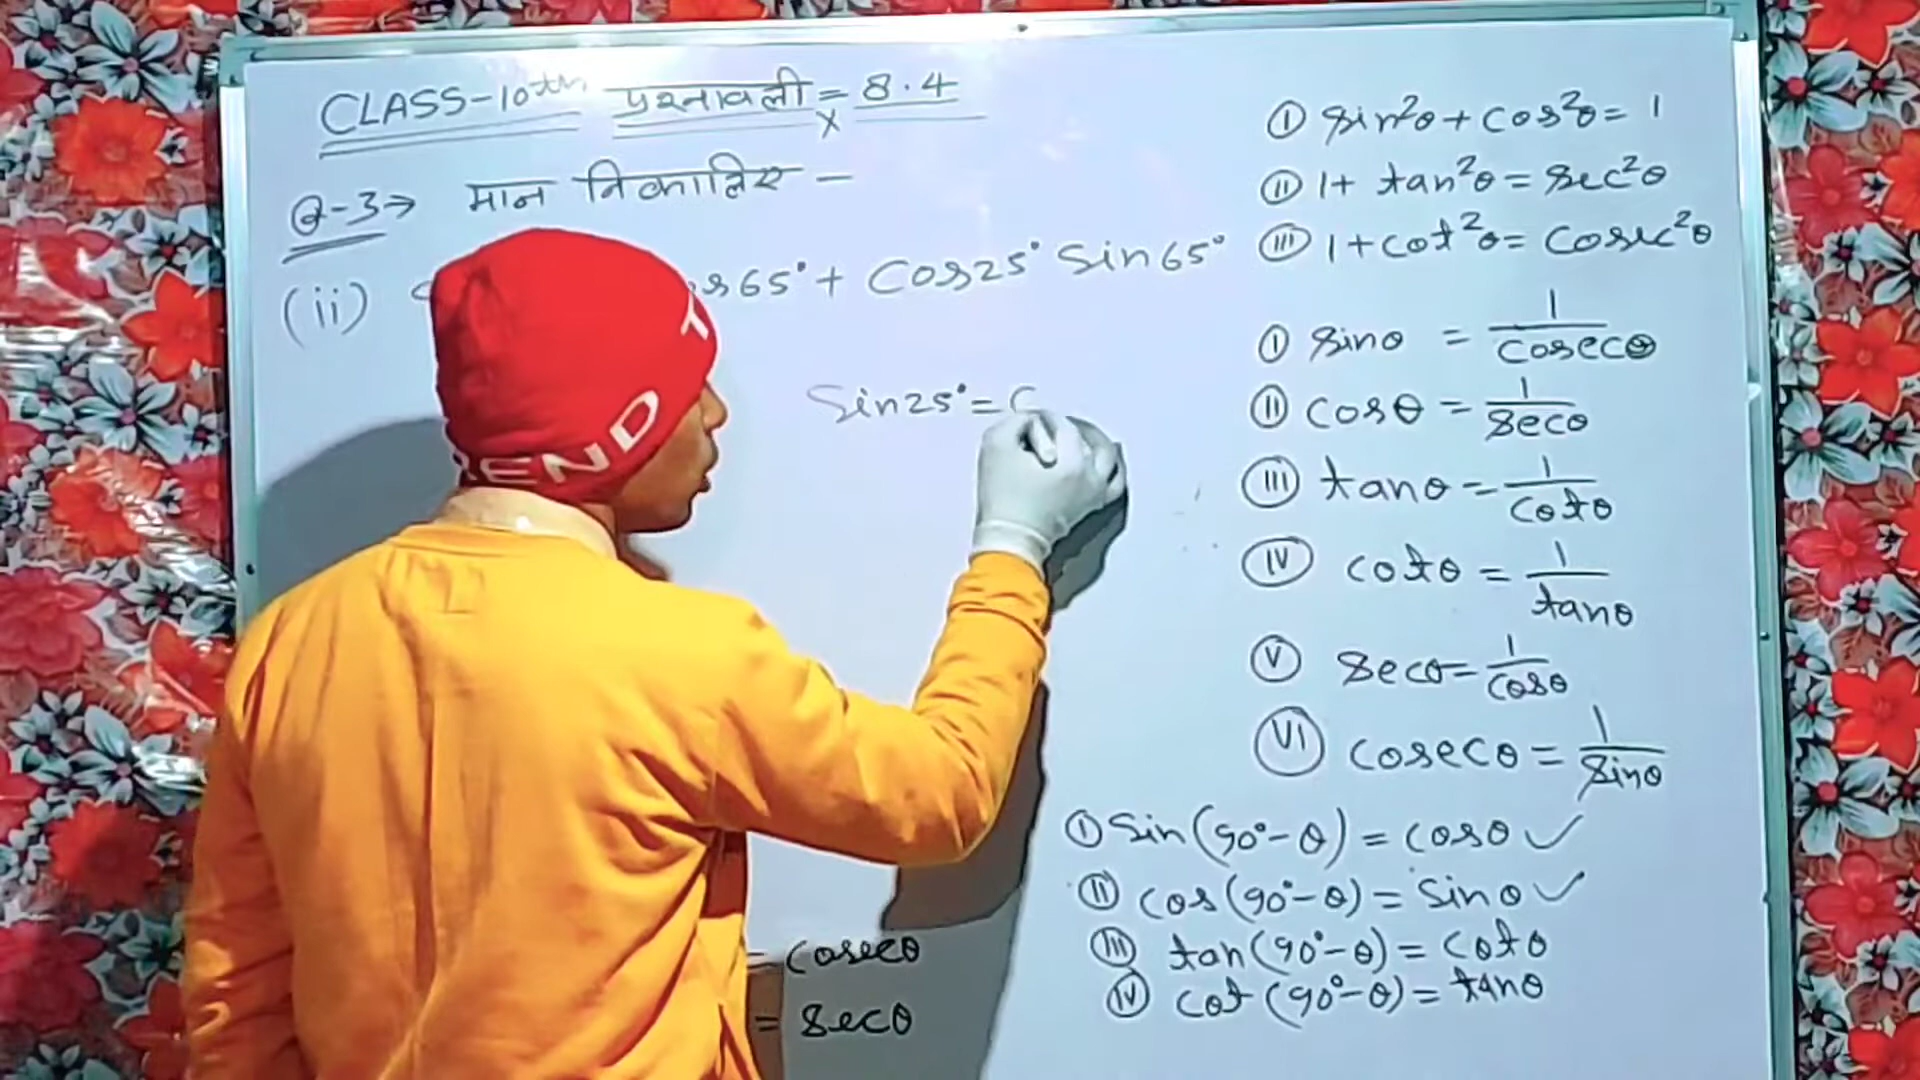 CLASS-10th प्रश्नावली = 8.4
x
Q-3→ मान निकालिए –
(ii) cos65° + Cos25° Sin65°
Sin25° = C
TREND
① sin²θ + cos²θ = 1
② 1 + tan²θ = sec²θ
③ 1 + cot²θ = cosec²θ
① sinθ = 1/cosecθ
② cosθ = 1/secθ
③ tanθ = 1/cotθ
④ cotθ = 1/tanθ
Ⓥ secθ = 1/cosθ
Ⓥⓘ cosecθ = 1/sinθ
① Sin(90°-θ) = cosθ ✓
② cos(90°-θ) = Sinθ ✓
③ tan(90°-θ) = cotθ
④ cot(90°-θ) = tanθ
= cosecθ
= secθ